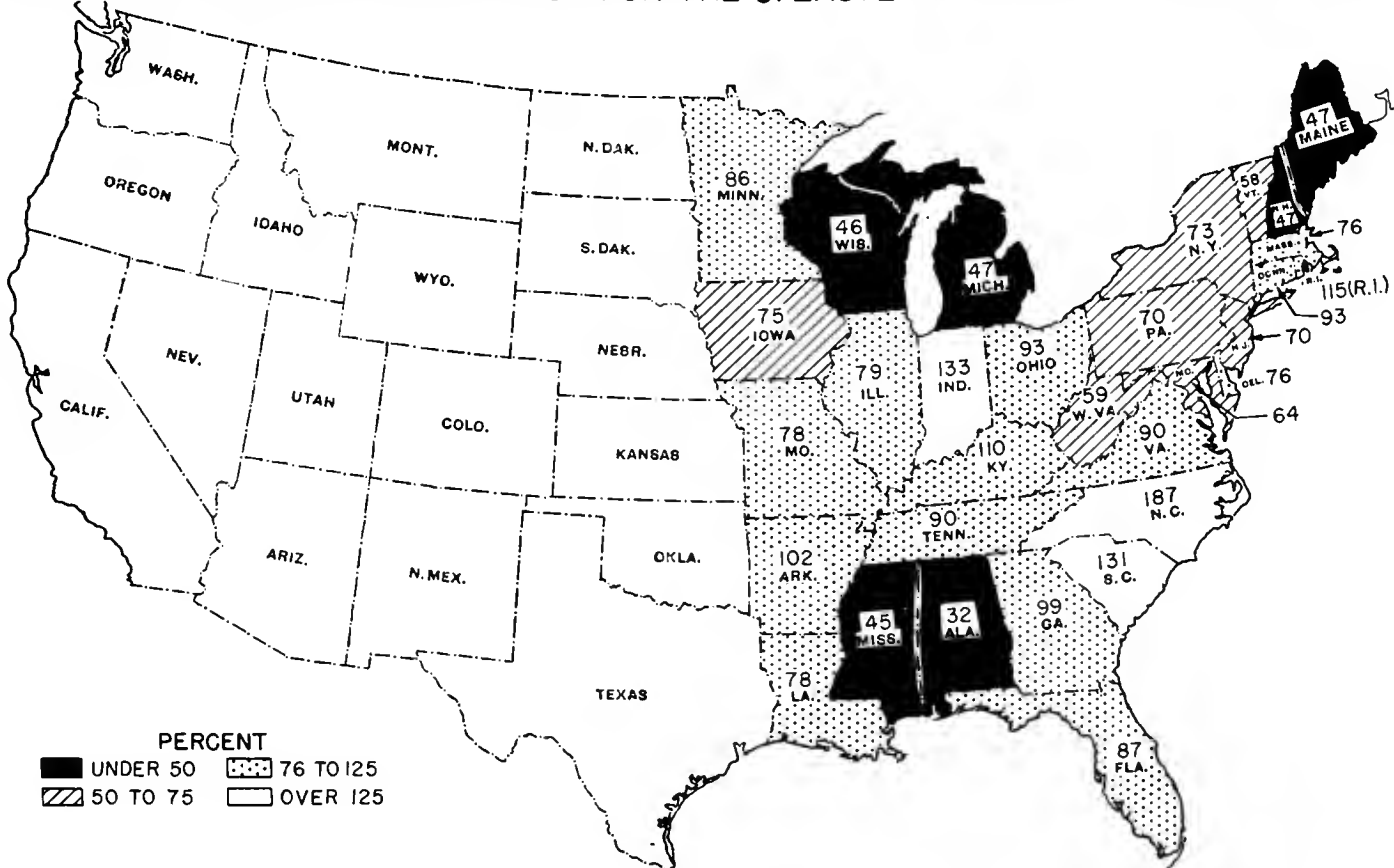 WASH.
MONT.
N. DAK.
86
MINN.
47
MAINE
OREGON
IDAHO
S. DAK.
WYO.
46
WIS.
47
MICH.
58
VT.
N.H.
47
73
N.Y.
76
MASS.
CONN.
R.I.
115(R.I.)
93
NEV.
UTAH
COLO.
NEBR.
75
IOWA
79
ILL.
133
IND.
93
OHIO
70
PA.
70
N.J.
CALIF.
KANSAS
78
MO.
110
KY.
59
W. VA.
MD.
DEL. 76
64
90
VA.
ARIZ.
N. MEX.
OKLA.
102
ARK.
90
TENN.
187
N. C.
131
S. C.
TEXAS
78
LA.
45
MISS.
32
ALA.
99
GA.
87
FLA.
PERCENT
UNDER 50
76 TO 125
50 TO 75
OVER 125